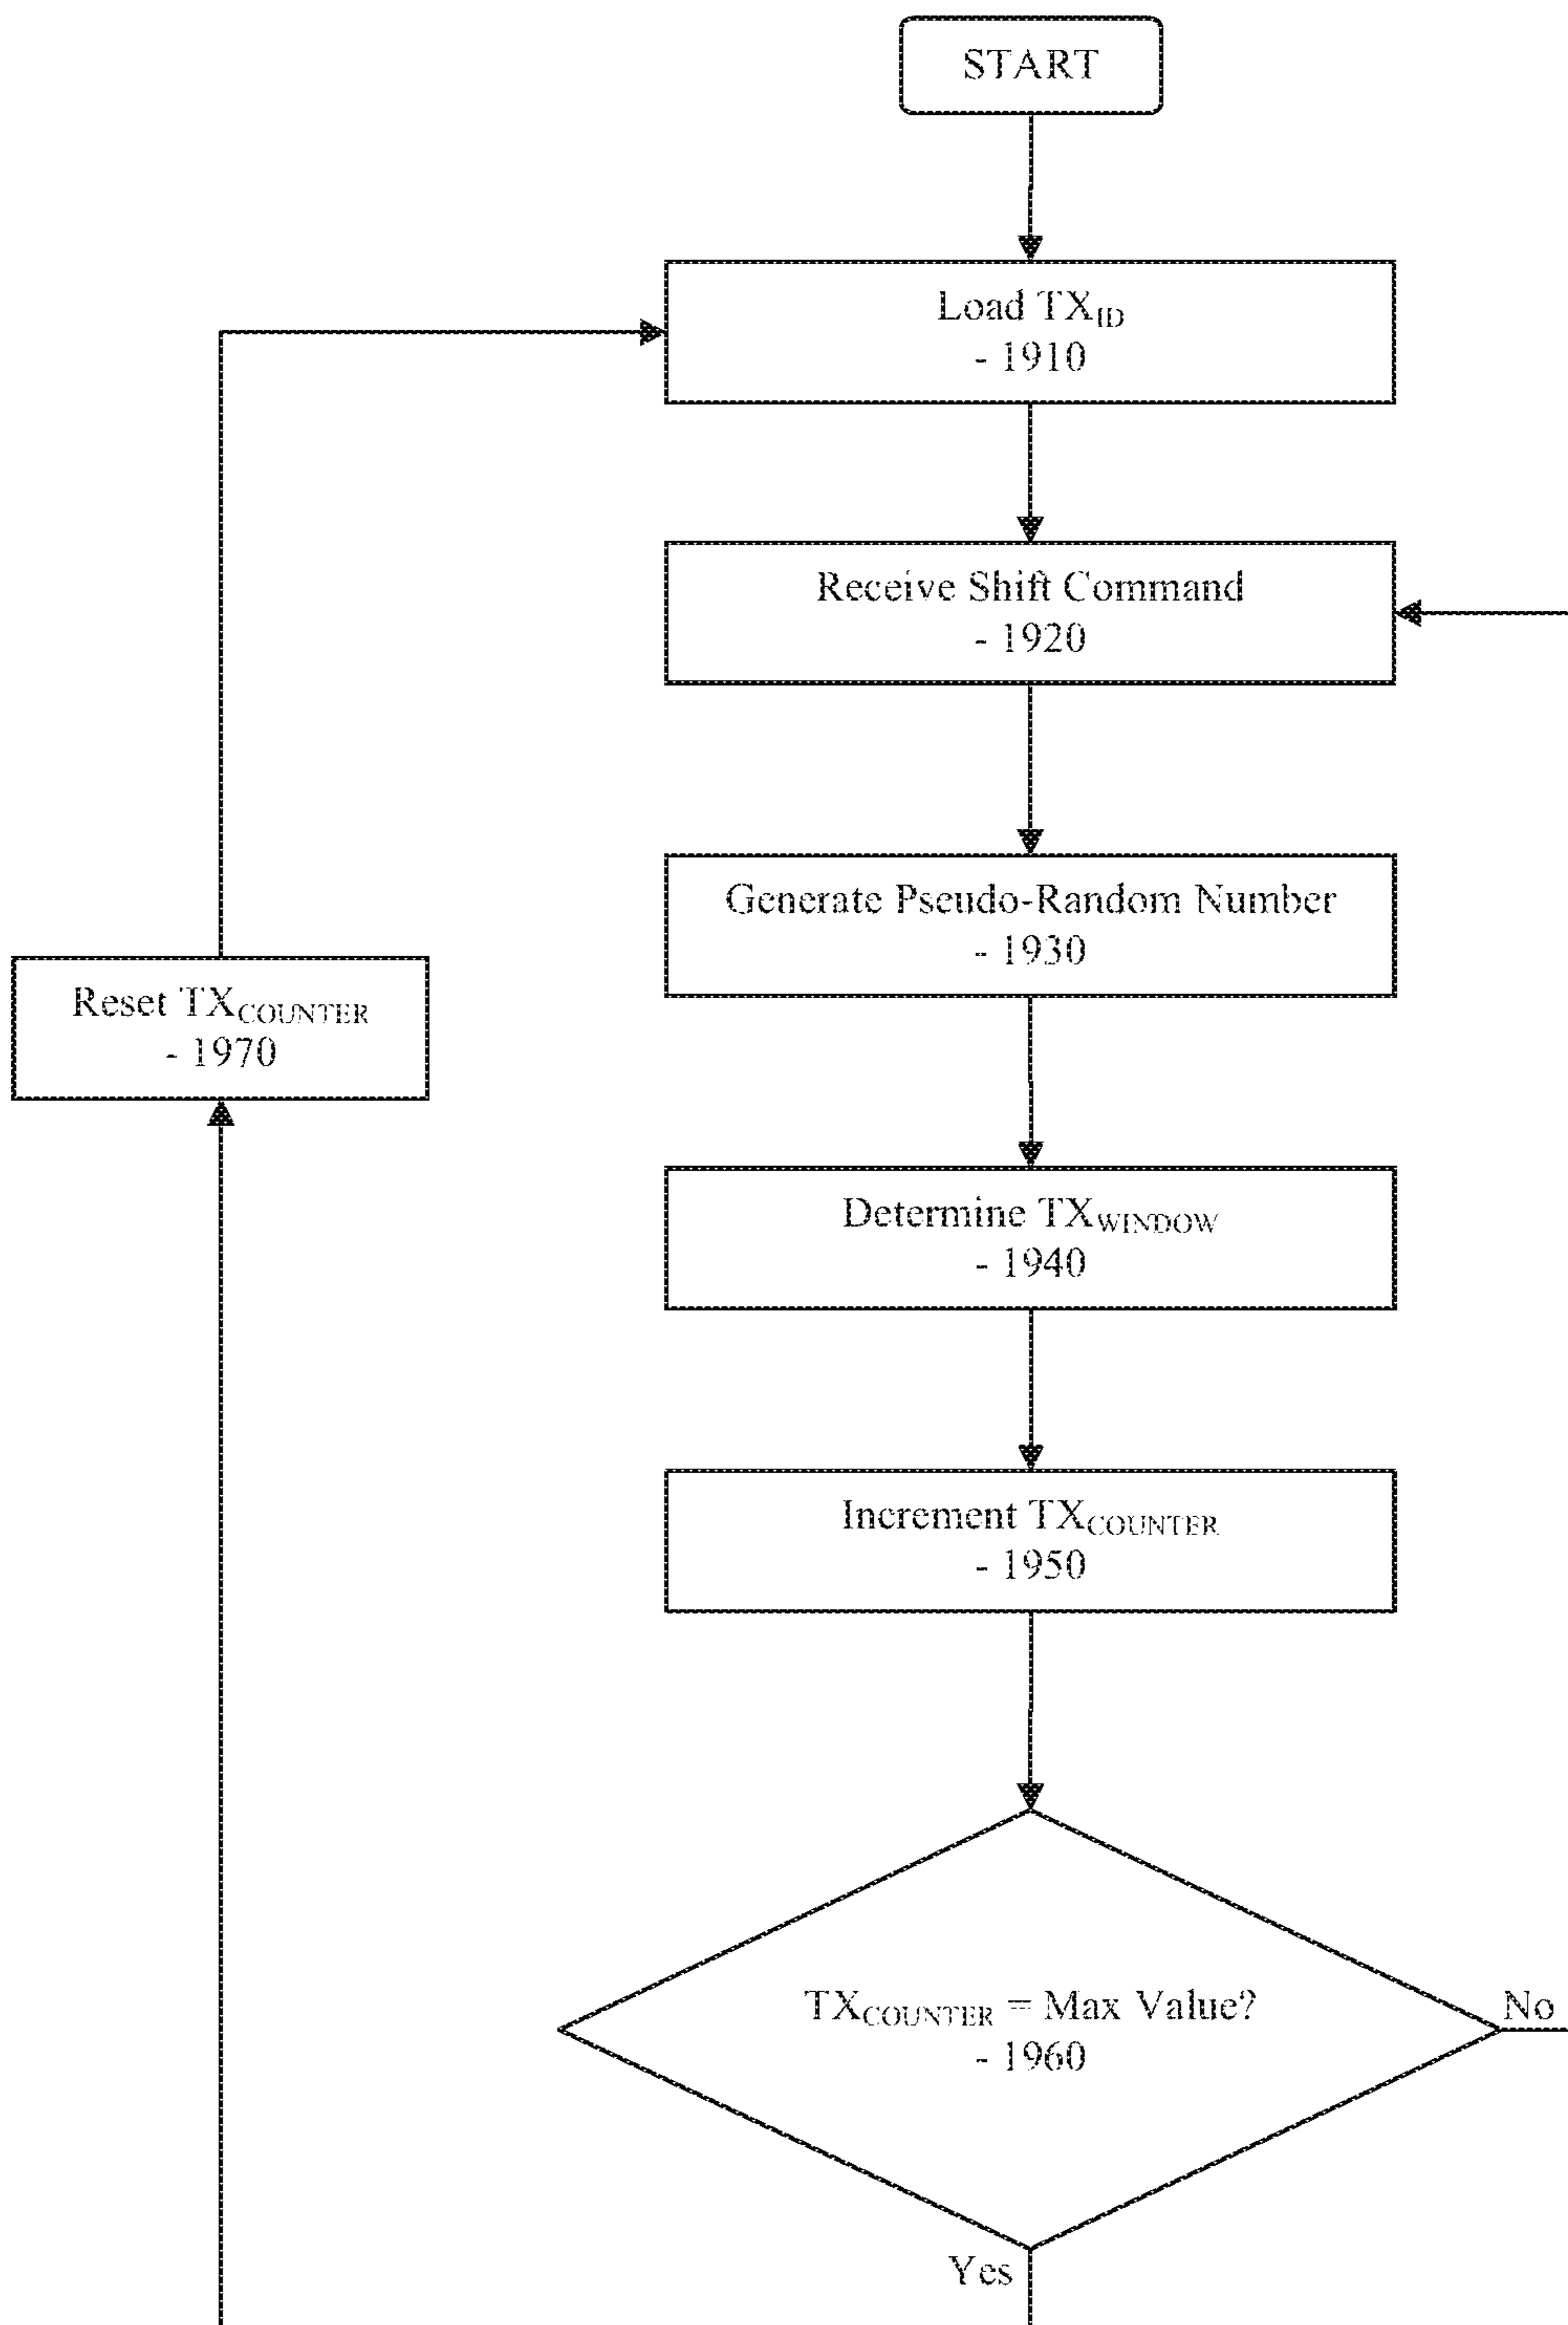 START
Load TX_ID
- 1910
Receive Shift Command
- 1920
Generate Pseudo-Random Number
- 1930
Reset TX_COUNTER
- 1970
Determine TX_WINDOW
- 1940
Increment TX_COUNTER
- 1950
TX_COUNTER = Max Value?
- 1960
No
Yes